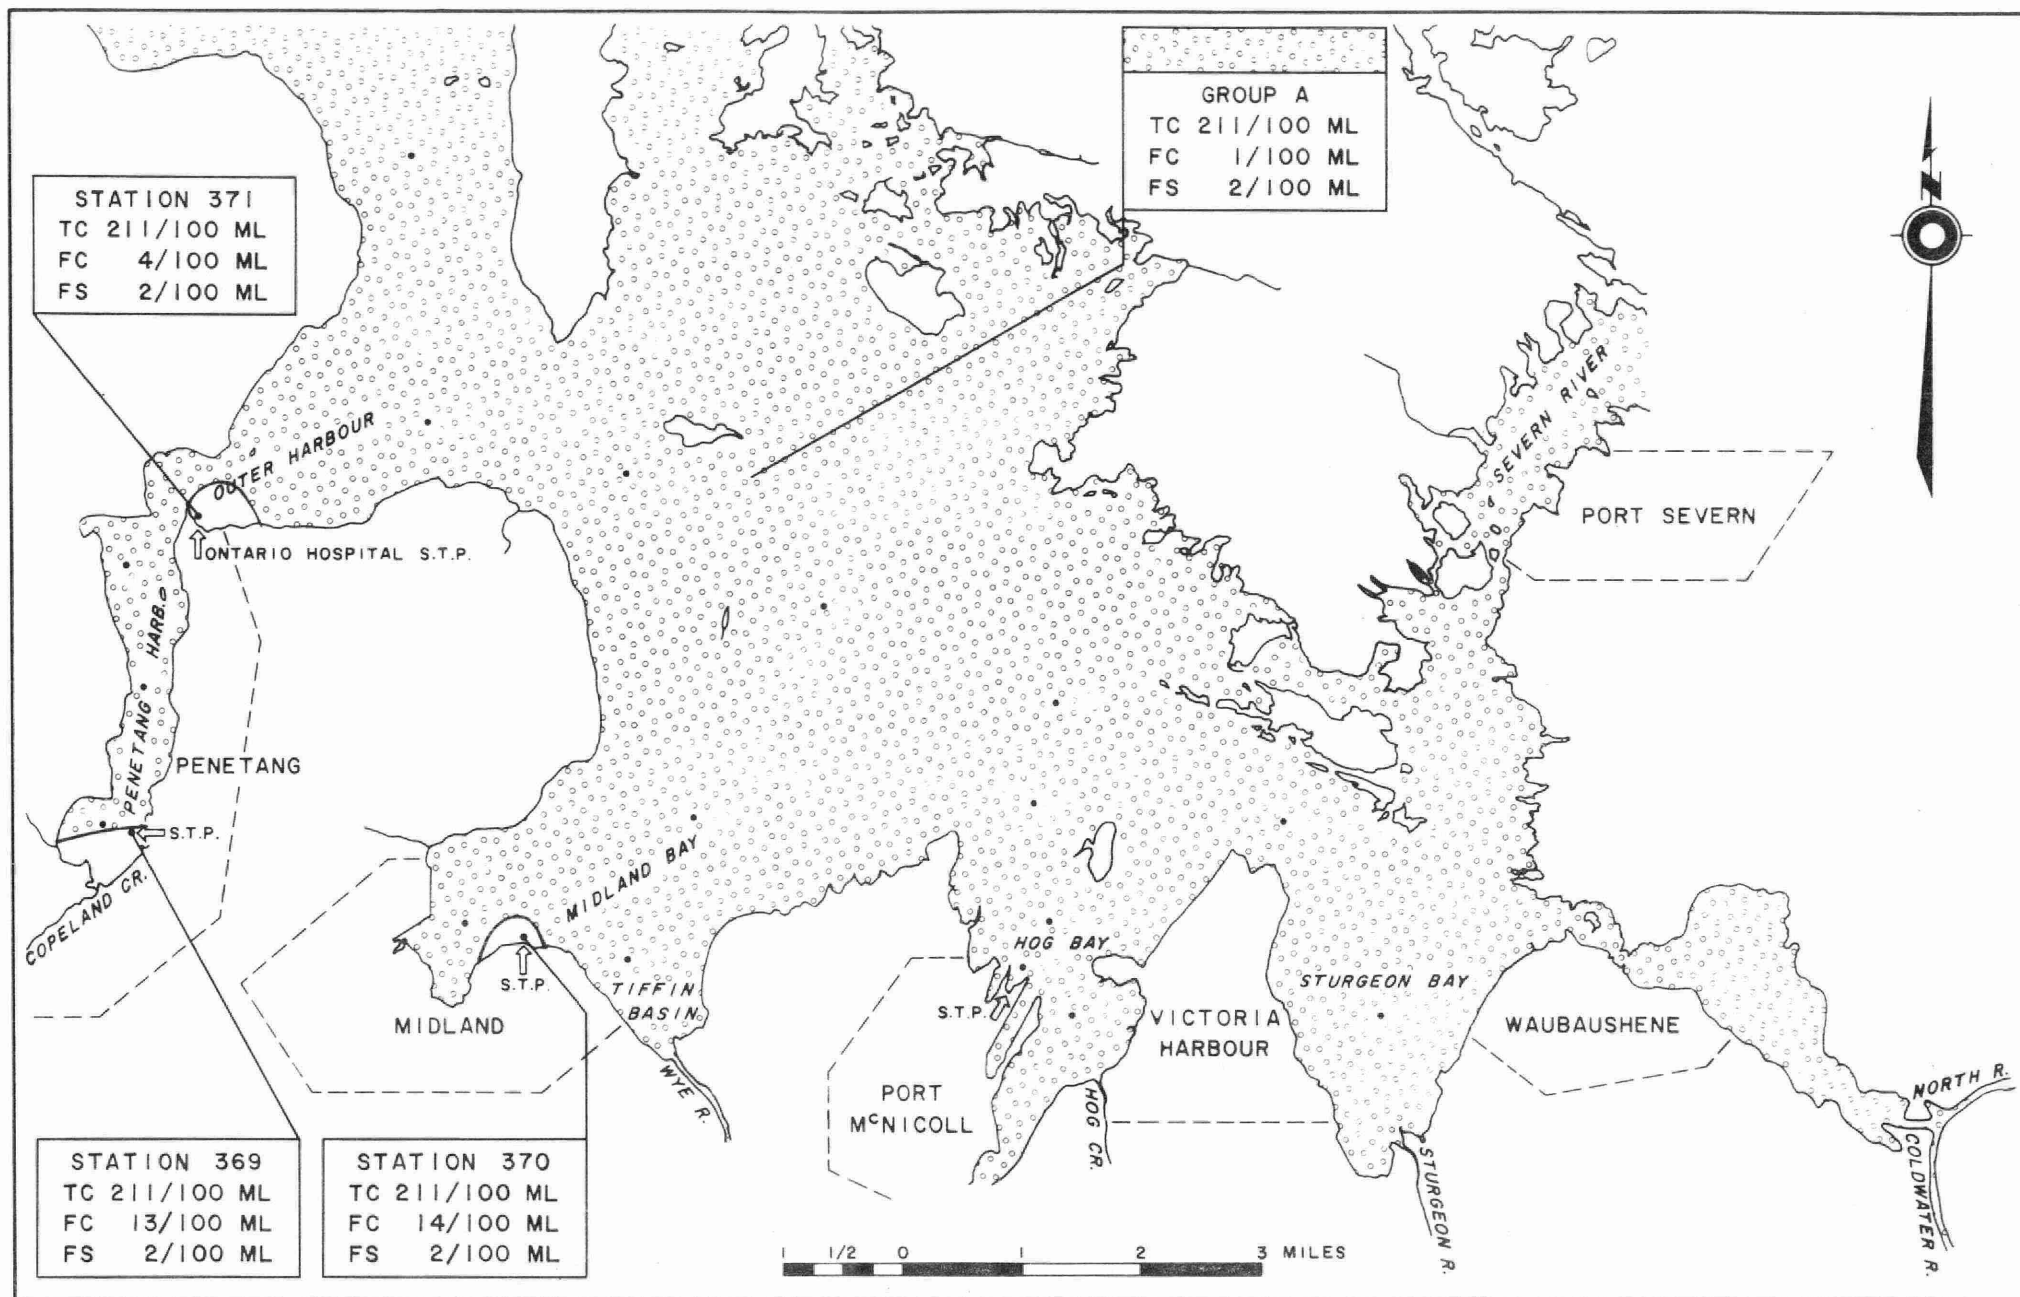 GROUP A
TC 211/100 ML
FC 1/100 ML
FS 2/100 ML
N
STATION 371
TC 211/100 ML
FC 4/100 ML
FS 2/100 ML
OUTER HARBOUR
SEVERN RIVER
PORT SEVERN
ONTARIO HOSPITAL S.T.P.
PENETANG HARB.
PENETANG
S.T.P.
COPELAND CR.
MIDLAND BAY
S.T.P.
MIDLAND
TIFFIN
BASIN
WYE R.
HOG BAY
S.T.P.
PORT
McNICOLL
HOG CR.
VICTORIA
HARBOUR
STURGEON BAY
STURGEON R.
WAUBAUSHENE
NORTH R.
COLDWATER R.
STATION 369
TC 211/100 ML
FC 13/100 ML
FS 2/100 ML
STATION 370
TC 211/100 ML
FC 14/100 ML
FS 2/100 ML
1 1/2 0 1 2 3 MILES